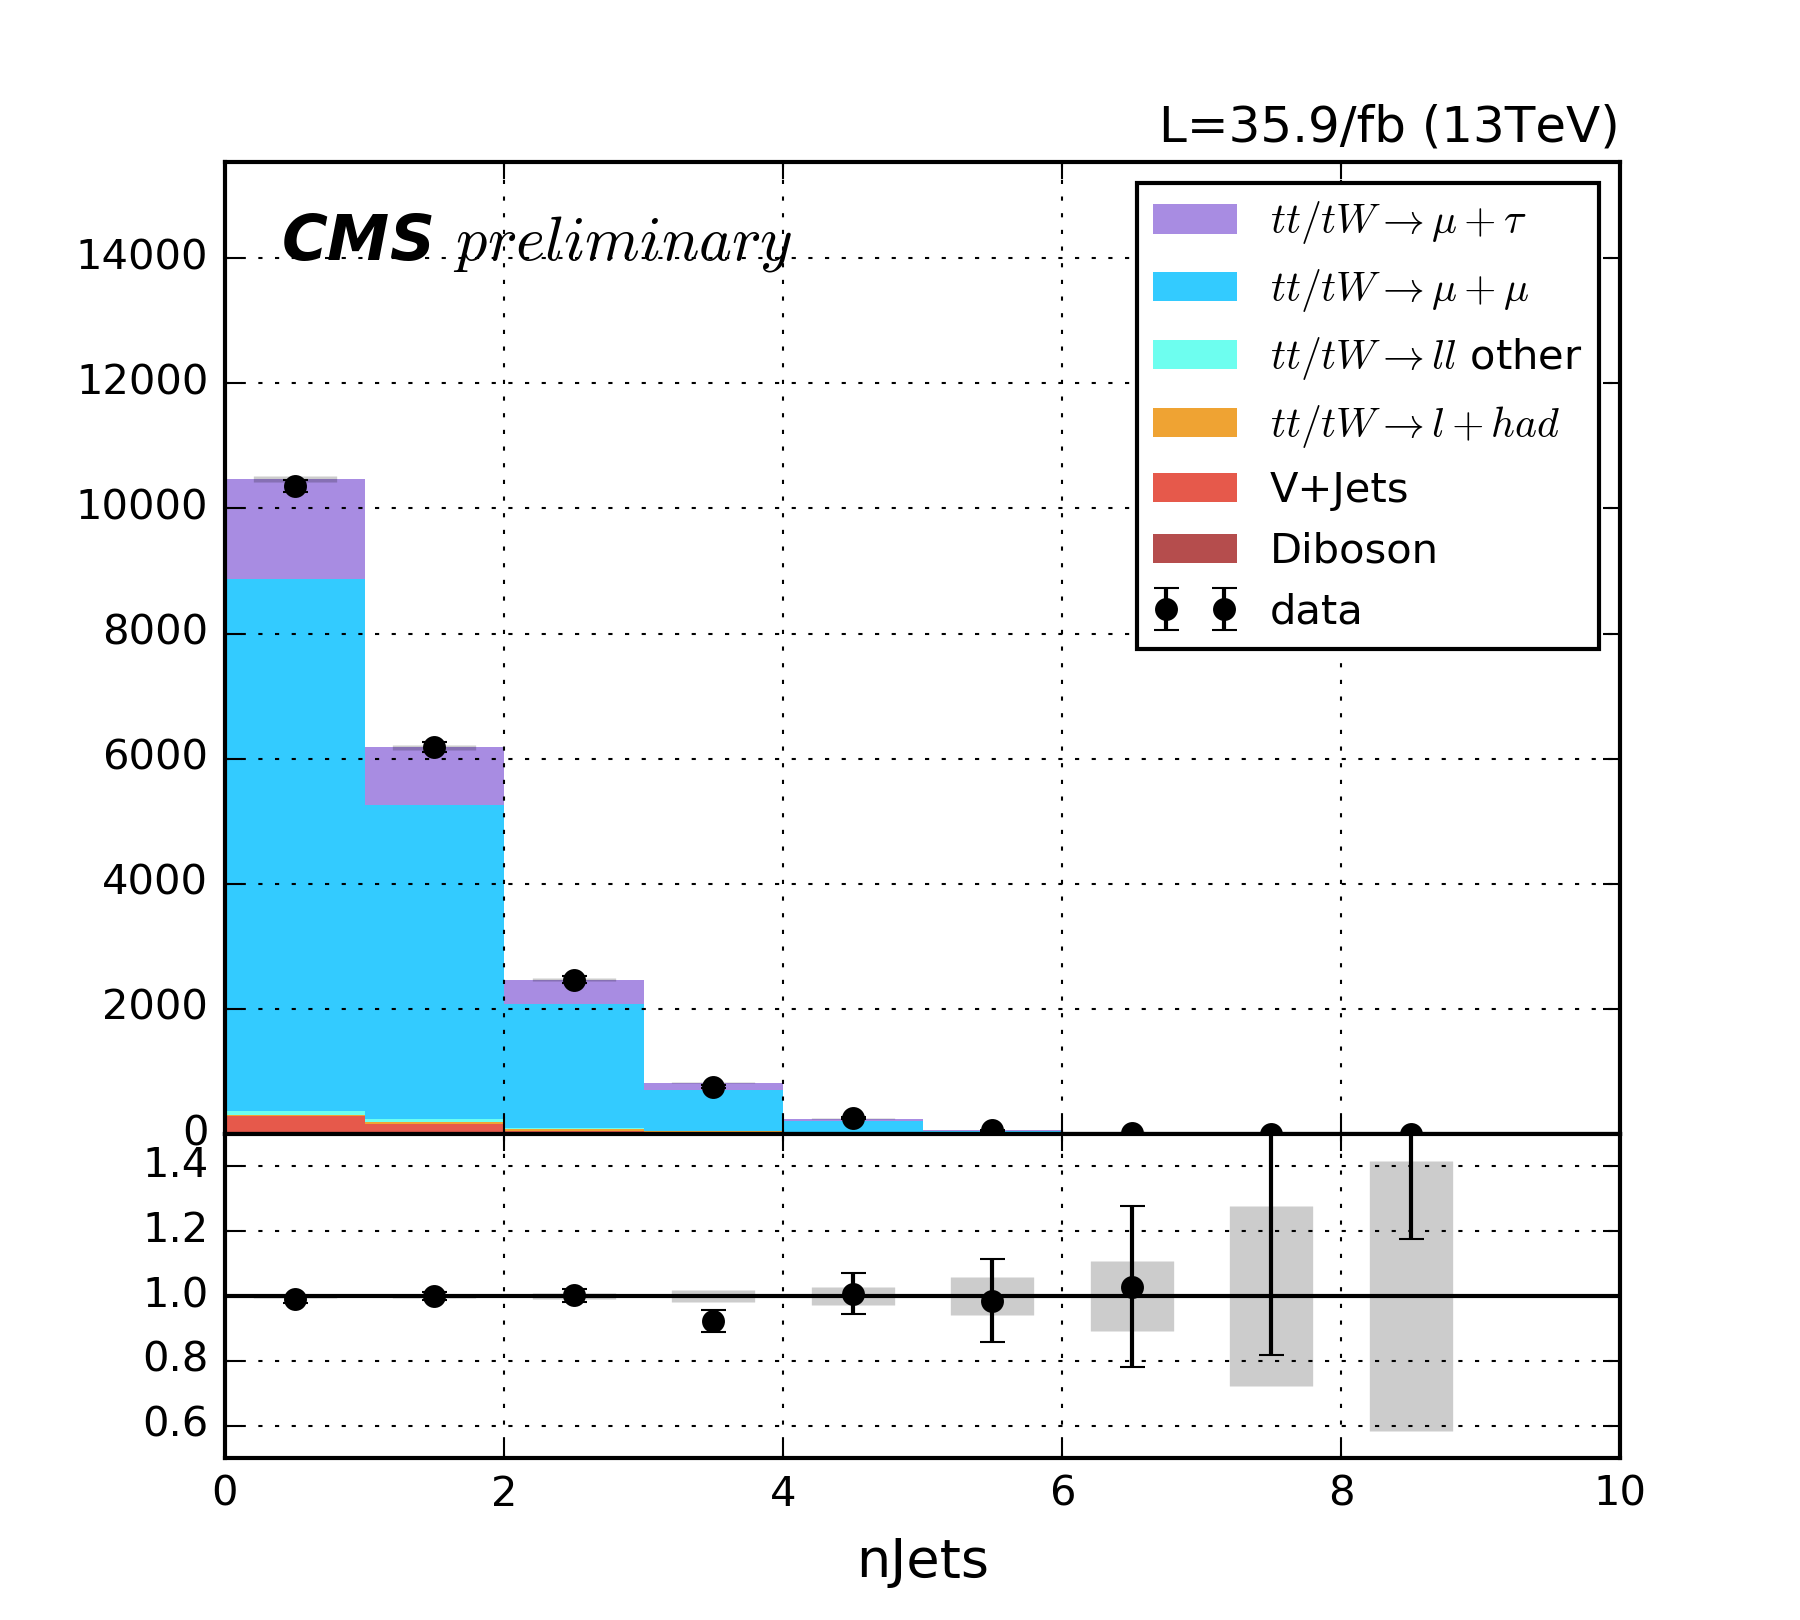 L=35.9/fb (13TeV)
CMS preliminary
14000
12000
10000
8000
6000
4000
2000
0
tt/tW→μ+τ
tt/tW→μ+μ
tt/tW→ll other
tt/tW→l+had
V+Jets
Diboson
data
1.4
1.2
1.0
0.8
0.6
0 2 4 6 8 10
nJets